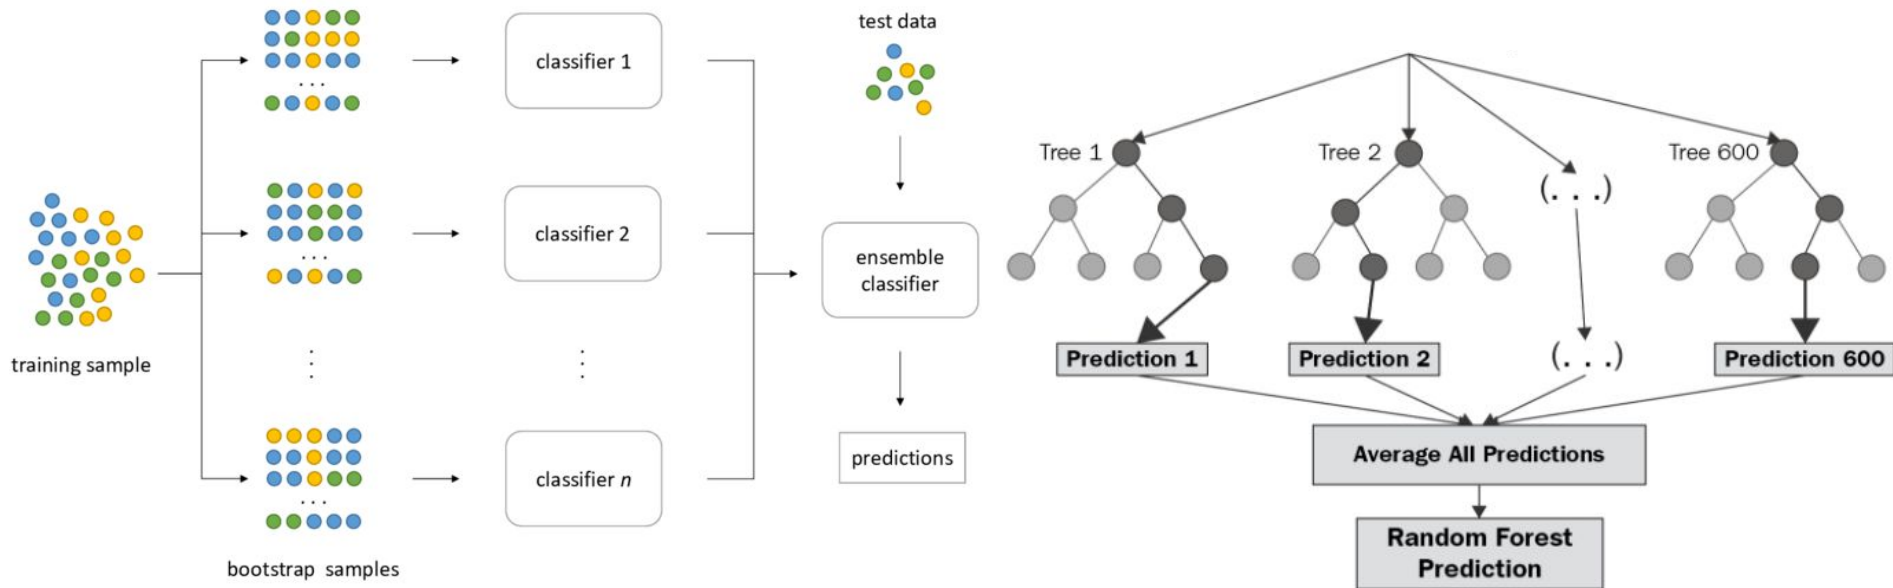 training sample
. . .
. . .
. . .
bootstrap samples
classifier 1
classifier 2
classifier n
test data
ensemble
classifier
predictions
Tree 1
Tree 2
(. . .)
Tree 600
Prediction 1
Prediction 2
(. . .)
Prediction 600
Average All Predictions
Random Forest
Prediction